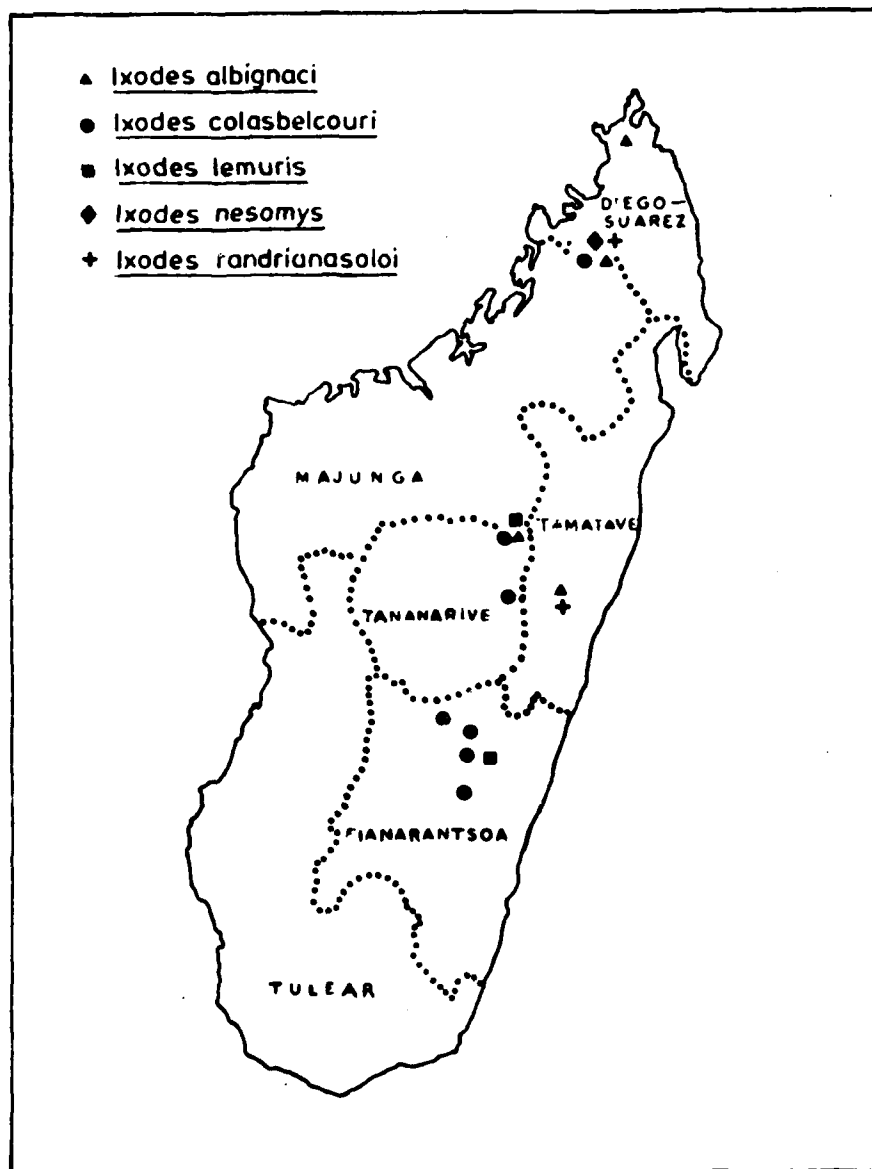 Ixodes albignaci
Ixodes colasbelcouri
Ixodes lemuris
Ixodes nesomys
Ixodes randrianasoloi
D'EGO–
SUAREZ
MAJUNGA
TAMATAVE
TANANARIVE
FIANARANTSOA
TULEAR